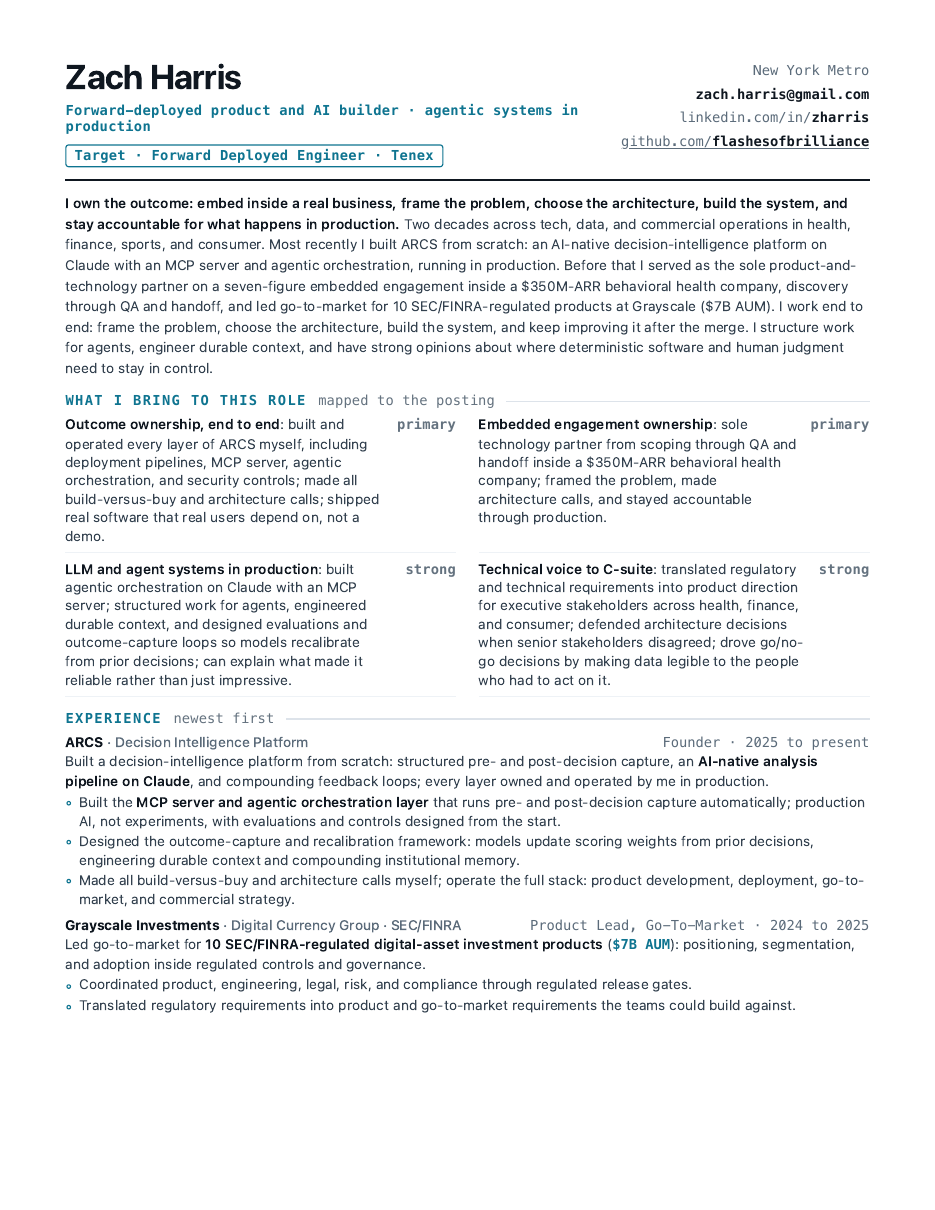 Zach Harris
Forward-deployed product and AI builder · agentic systems in
production
Target · Forward Deployed Engineer · Tenex
New York Metro
zach.harris@gmail.com
linkedin.com/in/zharris
github.com/flashesofbrilliance
I own the outcome: embed inside a real business, frame the problem, choose the architecture, build the system, and
stay accountable for what happens in production. Two decades across tech, data, and commercial operations in health,
finance, sports, and consumer. Most recently I built ARCS from scratch: an AI-native decision-intelligence platform on
Claude with an MCP server and agentic orchestration, running in production. Before that I served as the sole product-and-
technology partner on a seven-figure embedded engagement inside a $350M-ARR behavioral health company, discovery
through QA and handoff, and led go-to-market for 10 SEC/FINRA-regulated products at Grayscale ($7B AUM). I work end to
end: frame the problem, choose the architecture, build the system, and keep improving it after the merge. I structure work
for agents, engineer durable context, and have strong opinions about where deterministic software and human judgment
need to stay in control.
WHAT I BRING TO THIS ROLE mapped to the posting
Outcome ownership, end to end: built and primary
operated every layer of ARCS myself, including
deployment pipelines, MCP server, agentic
orchestration, and security controls; made all
build-versus-buy and architecture calls; shipped
real software that real users depend on, not a
demo.
Embedded engagement ownership: sole primary
technology partner from scoping through QA and
handoff inside a $350M-ARR behavioral health
company; framed the problem, made
architecture calls, and stayed accountable
through production.
LLM and agent systems in production: built strong
agentic orchestration on Claude with an MCP
server; structured work for agents, engineered
durable context, and designed evaluations and
outcome-capture loops so models recalibrate
from prior decisions; can explain what made it
reliable rather than just impressive.
Technical voice to C-suite: translated regulatory strong
and technical requirements into product direction
for executive stakeholders across health, finance,
and consumer; defended architecture decisions
when senior stakeholders disagreed; drove go/no-
go decisions by making data legible to the people
who had to act on it.
EXPERIENCE newest first
ARCS · Decision Intelligence Platform Founder · 2025 to present
Built a decision-intelligence platform from scratch: structured pre- and post-decision capture, an AI-native analysis
pipeline on Claude, and compounding feedback loops; every layer owned and operated by me in production.
Built the MCP server and agentic orchestration layer that runs pre- and post-decision capture automatically; production
AI, not experiments, with evaluations and controls designed from the start.
Designed the outcome-capture and recalibration framework: models update scoring weights from prior decisions,
engineering durable context and compounding institutional memory.
Made all build-versus-buy and architecture calls myself; operate the full stack: product development, deployment, go-to-
market, and commercial strategy.
Grayscale Investments · Digital Currency Group · SEC/FINRA Product Lead, Go-To-Market · 2024 to 2025
Led go-to-market for 10 SEC/FINRA-regulated digital-asset investment products ($7B AUM): positioning, segmentation,
and adoption inside regulated controls and governance.
Coordinated product, engineering, legal, risk, and compliance through regulated release gates.
Translated regulatory requirements into product and go-to-market requirements the teams could build against.